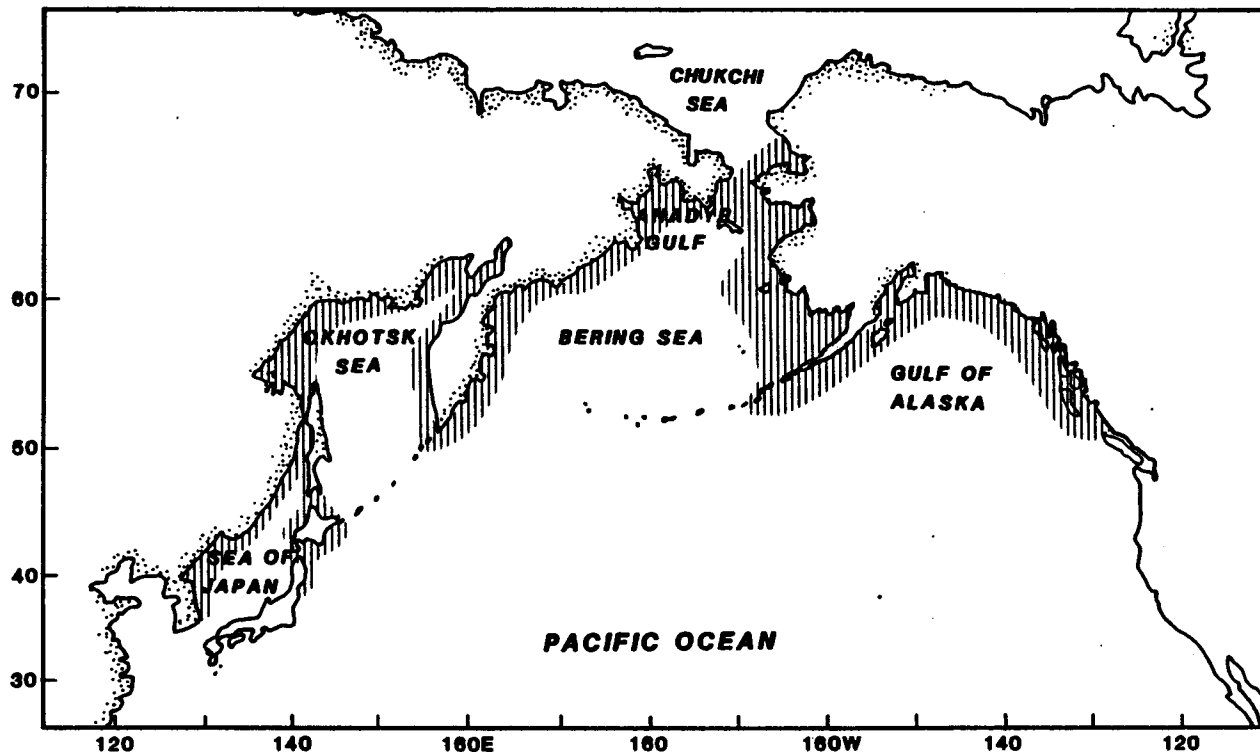 CHUKCHI
SEA
ANADYR
GULF
OKHOTSK
SEA
BERING SEA
GULF OF
ALASKA
SEA OF
JAPAN
PACIFIC OCEAN
70
60
50
40
30
120 140 160E 160 160W 140 120